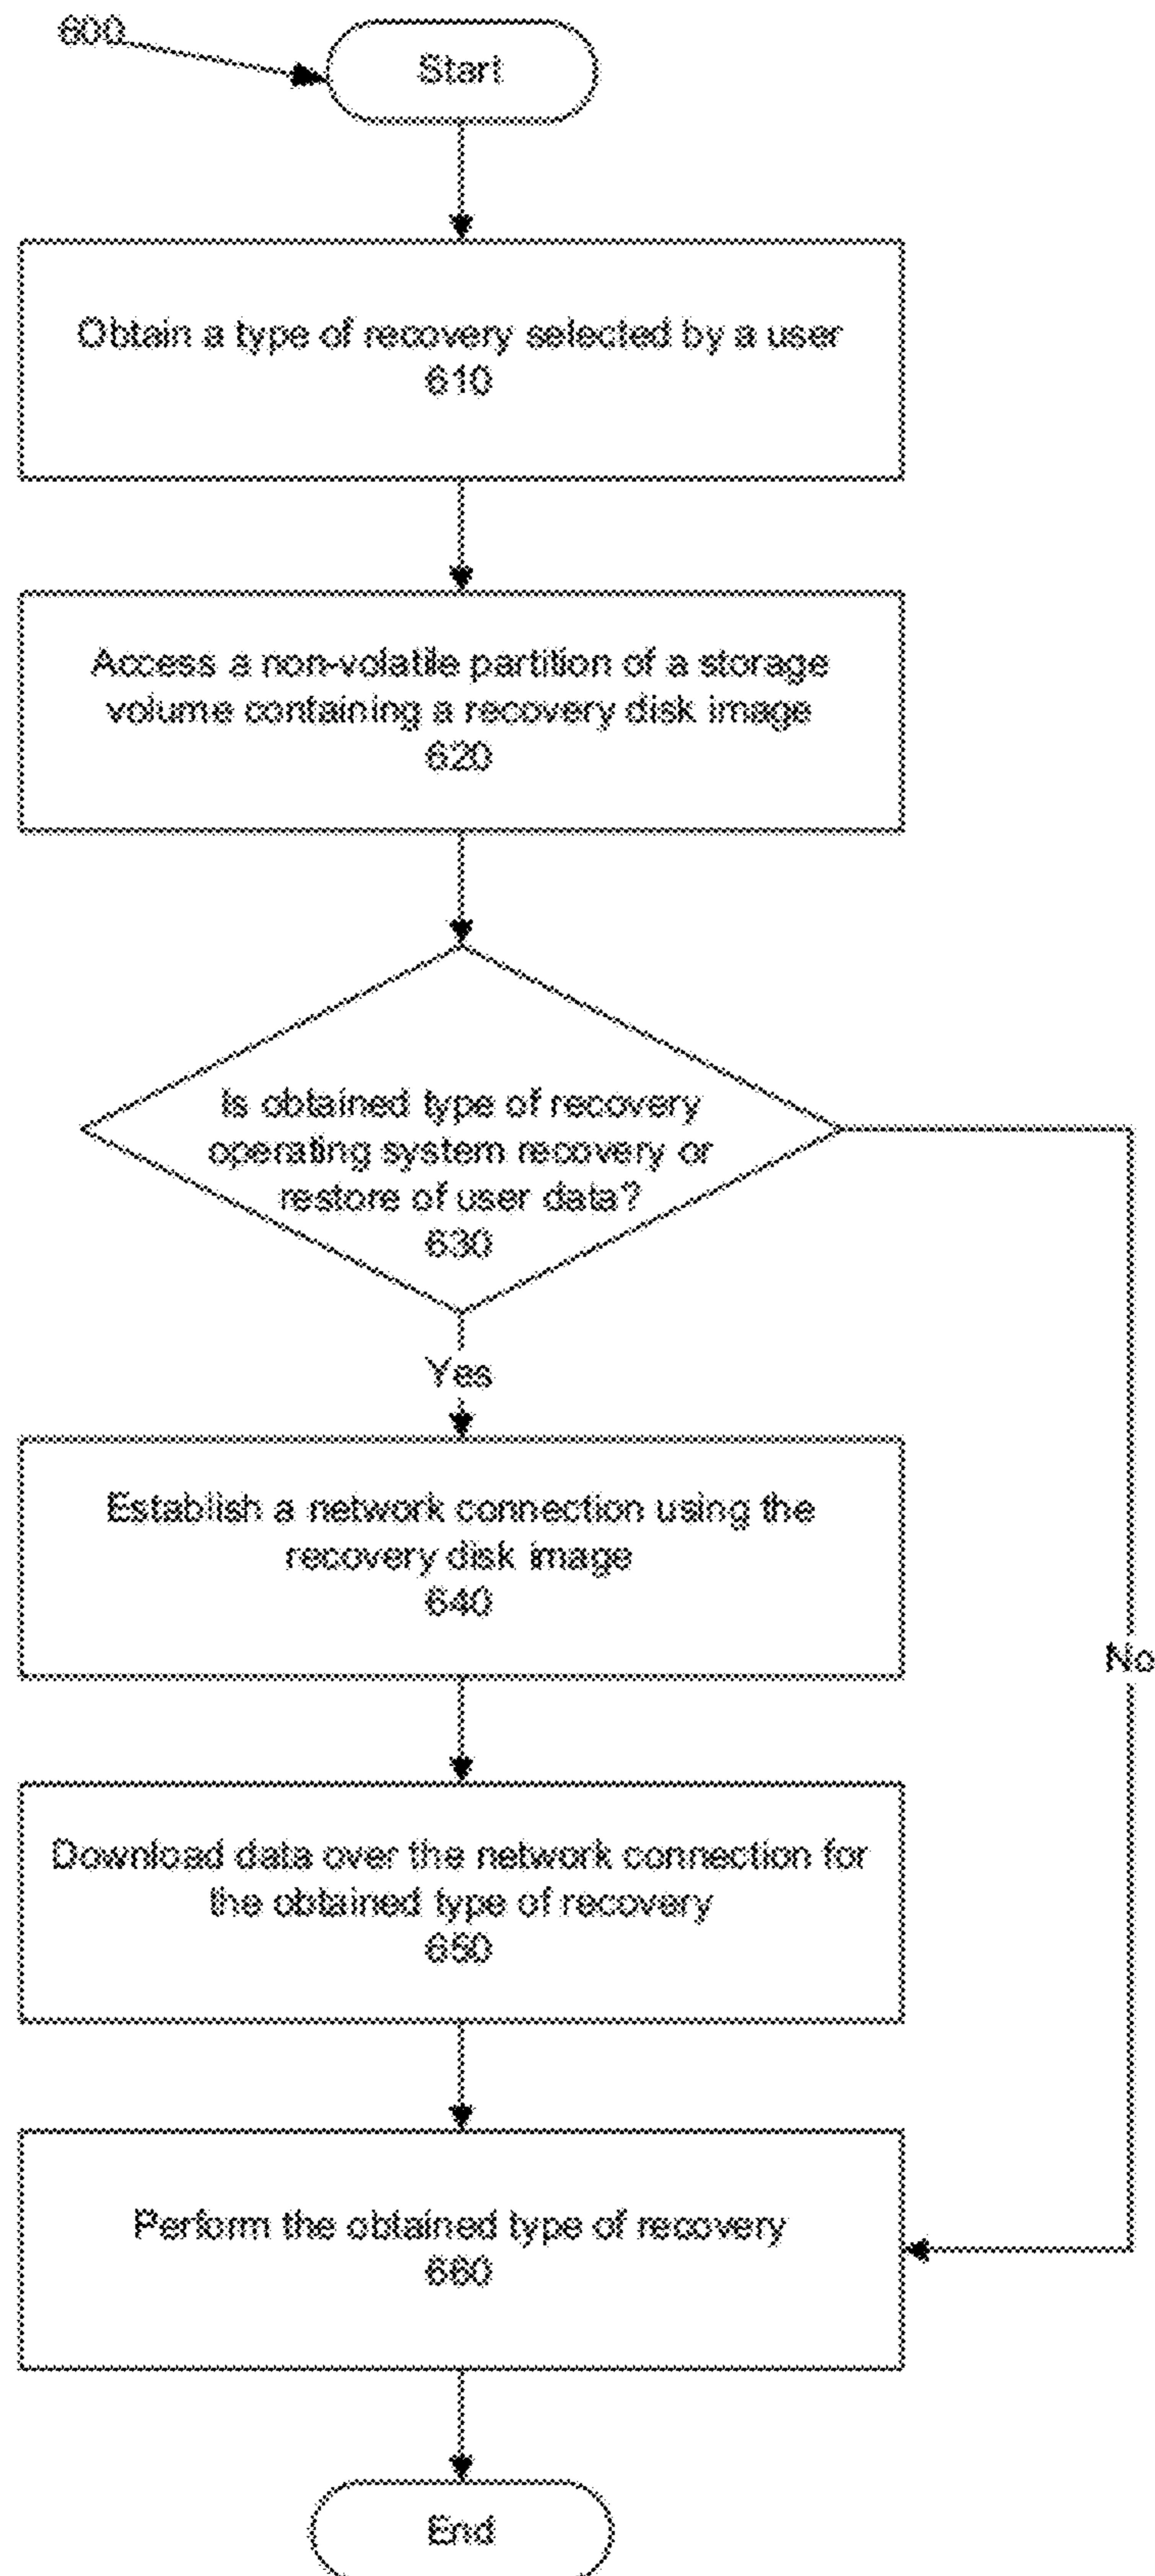 600
Start
Obtain a type of recovery selected by a user
610
Access a non-volatile partition of a storage
volume containing a recovery disk image
620
Is obtained type of recovery
operating system recovery or
restore of user data?
630
Yes
Establish a network connection using the
recovery disk image
640
No
Download data over the network connection for
the obtained type of recovery
650
Perform the obtained type of recovery
660
End